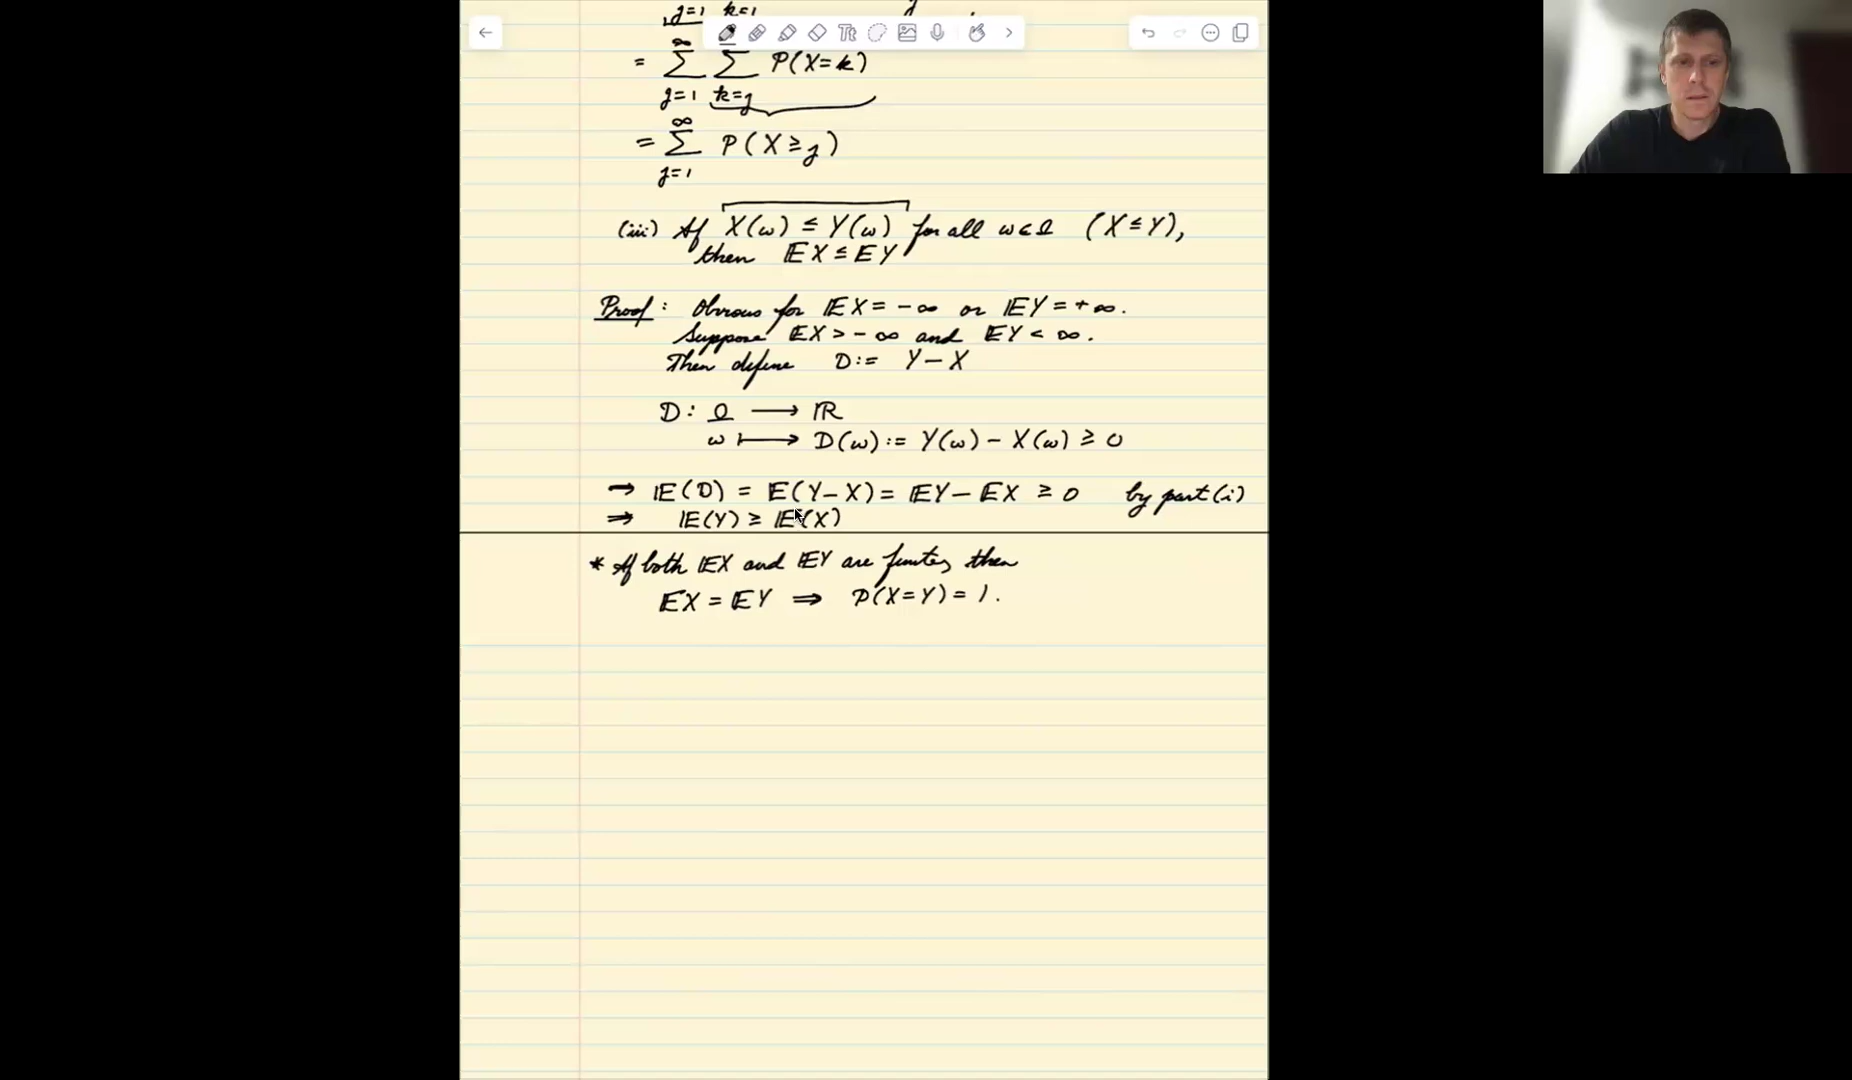 j=1 k=1
= ∞∑j=1 ∑k=j P(X=k)
= ∞∑j=1 P(X≥j)
(iii) If X(ω) ≤ Y(ω) for all ω∈Ω (X≤Y),
then 𝔼X ≤ 𝔼Y
Proof: Obvious for 𝔼X = -∞ or 𝔼Y = +∞.
Suppose 𝔼X > -∞ and 𝔼Y < ∞.
Then define D := Y - X
D: Ω ⟶ ℝ
ω ⟼ D(ω) := Y(ω) - X(ω) ≥ 0
⇒ 𝔼(D) = 𝔼(Y-X) = 𝔼Y - 𝔼X ≥ 0 by part (i)
⇒ 𝔼(Y) ≥ 𝔼(X)
* If both 𝔼X and 𝔼Y are finite, then
𝔼X = 𝔼Y ⇒ P(X=Y) = 1.